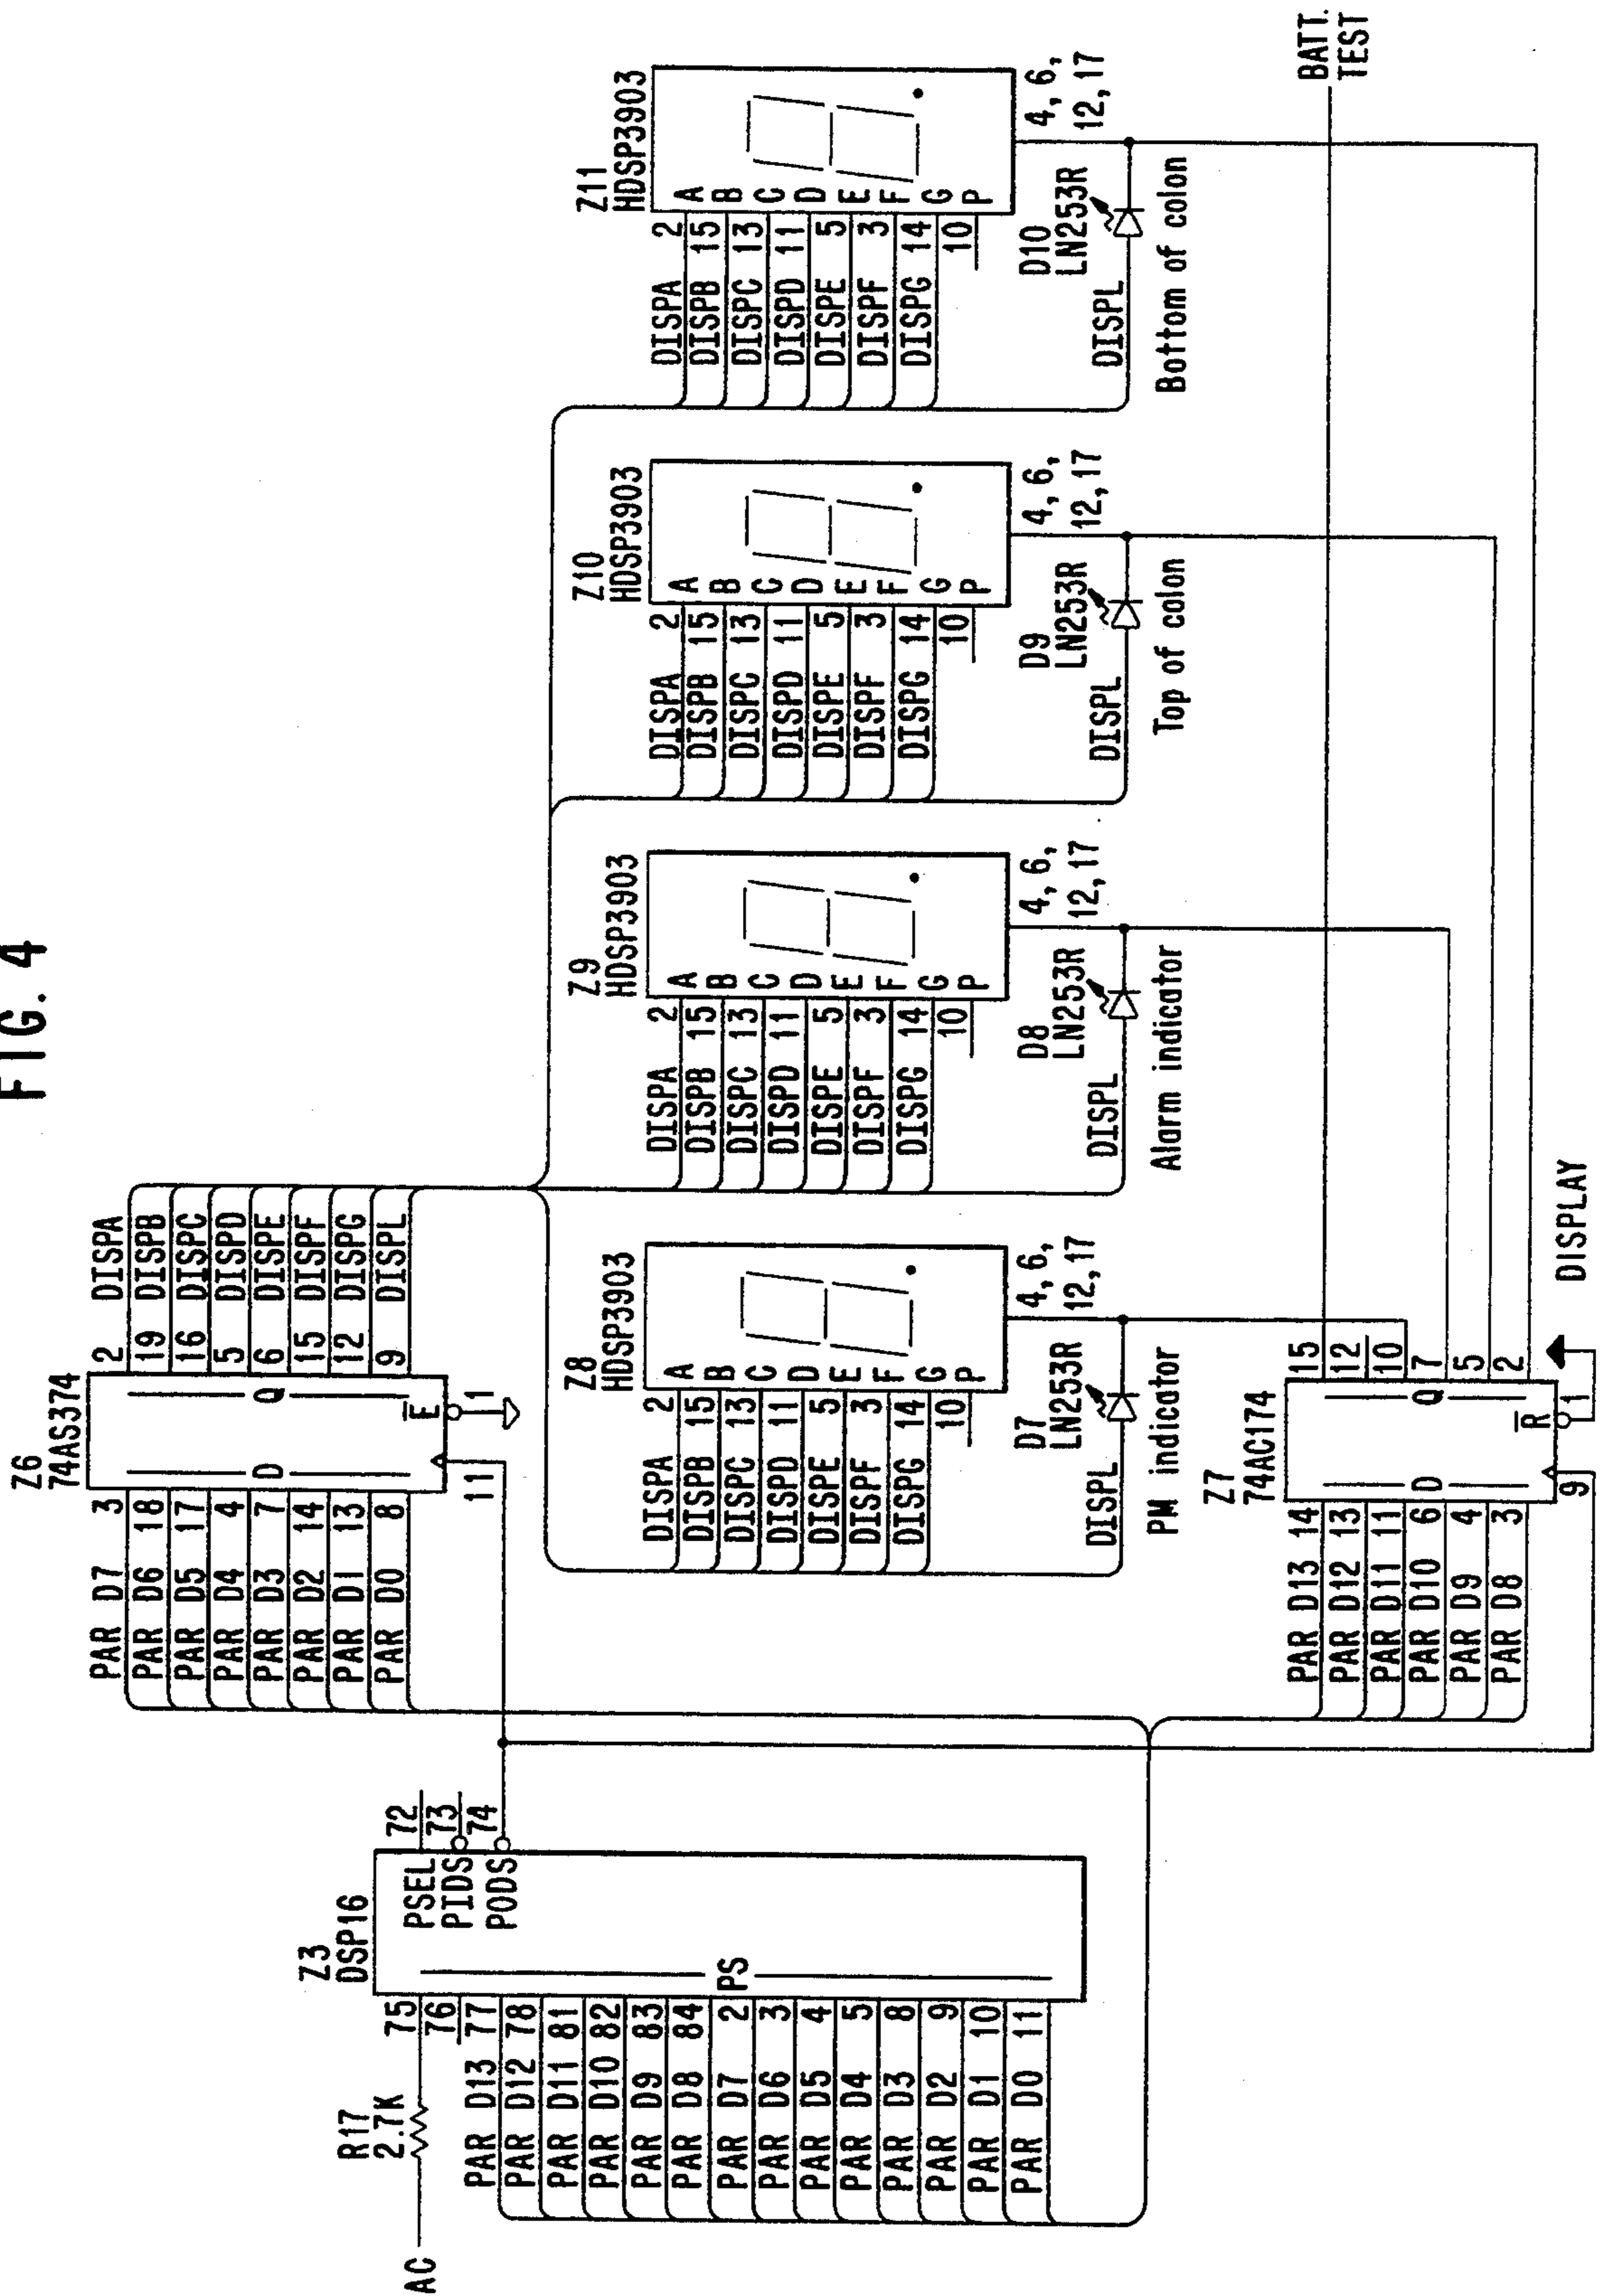 FIG. 4
AC
R17
2.7K
Z3
DSP16
75
76
PAR D13 77
PAR D12 78
PAR D11 81
PAR D10 82
PAR D9 83
PAR D8 84
PAR D7 2
PAR D6 3
PAR D5 4
PAR D4 5
PAR D3 8
PAR D2 9
PAR D1 10
PAR D0 11
PS
PSEL 72
PIDS 73
PODS 74
Z6
74AS374
PAR D7 3
PAR D6 18
PAR D5 17
PAR D4 4
PAR D3 7
PAR D2 14
PAR D1 13
PAR D0 8
D
Q
E
11
1
2 DISPA
19 DISPB
16 DISPC
5 DISPD
6 DISPE
15 DISPF
12 DISPG
9 DISPL
Z8
HDSP3903
DISPA 2 A
DISPB 15 B
DISPC 13 C
DISPD 11 D
DISPE 5 E
DISPF 3 F
DISPG 14 G
10 P
4, 6,
12, 17
D7
LN253R
DISPL
PM indicator
Z9
HDSP3903
DISPA 2 A
DISPB 15 B
DISPC 13 C
DISPD 11 D
DISPE 5 E
DISPF 3 F
DISPG 14 G
10 P
4, 6,
12, 17
D8
LN253R
DISPL
Alarm indicator
Z10
HDSP3903
DISPA 2 A
DISPB 15 B
DISPC 13 C
DISPD 11 D
DISPE 5 E
DISPF 3 F
DISPG 14 G
10 P
4, 6,
12, 17
D9
LN253R
DISPL
Top of colon
Z11
HDSP3903
DISPA 2 A
DISPB 15 B
DISPC 13 C
DISPD 11 D
DISPE 5 E
DISPF 3 F
DISPG 14 G
10 P
4, 6,
12, 17
D10
LN253R
DISPL
Bottom of colon
Z7
74AC174
PAR D13 14
PAR D12 13
PAR D11 11
PAR D10 6
PAR D9 4
PAR D8 3
D
Q
R
9
1
15
12
10
7
5
2
BATT.
TEST
DISPLAY